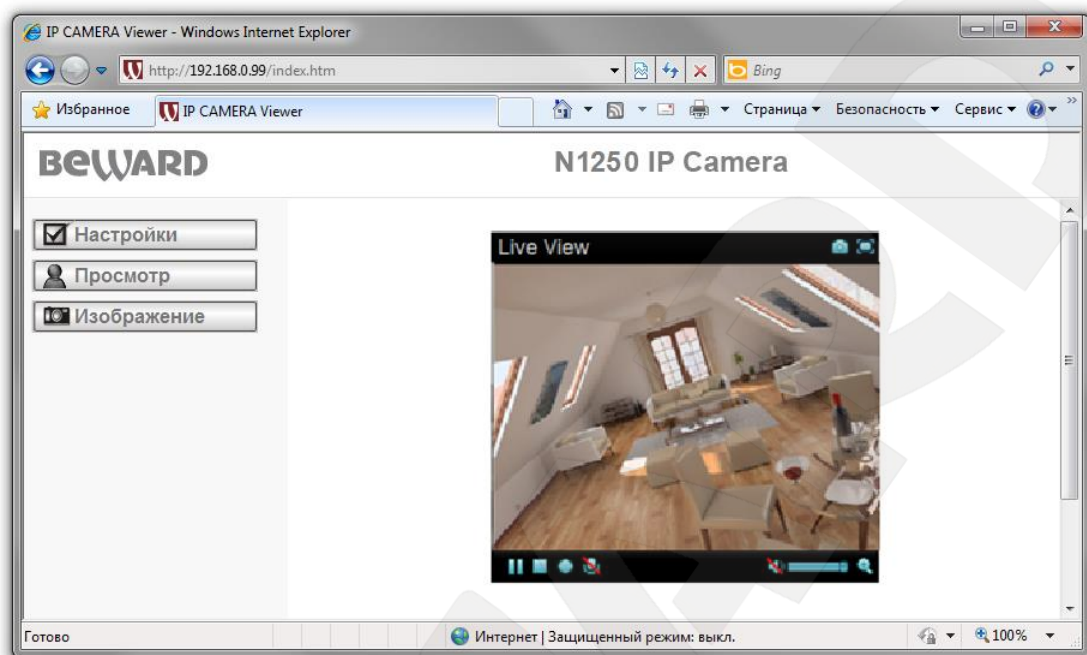 IP CAMERA Viewer - Windows Internet Explorer
http://192.168.0.99/index.htm
Bing
Избранное
IP CAMERA Viewer
Страница
Безопасность
Сервис
BEWARD
N1250 IP Camera
Настройки
Просмотр
Изображение
Live View
Готово
Интернет | Защищенный режим: выкл.
100%